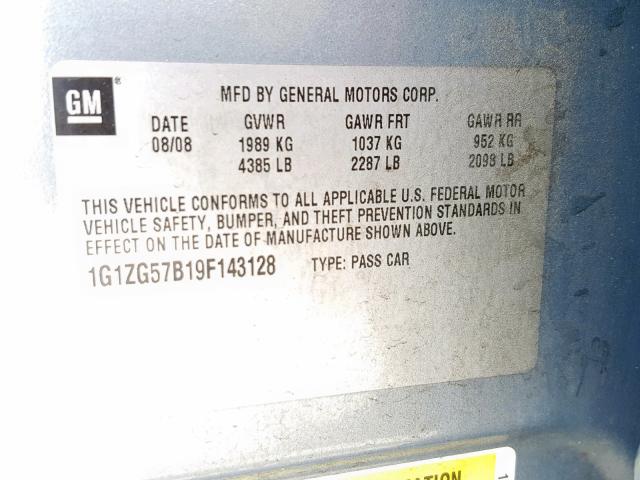 GM
MFD BY GENERAL MOTORS CORP.
DATE GVWR GAWR FRT GAWR RR
08/08 1989 KG 1037 KG 952 KG
4385 LB 2287 LB 2098 LB
THIS VEHICLE CONFORMS TO ALL APPLICABLE U.S. FEDERAL MOTOR
VEHICLE SAFETY, BUMPER, AND THEFT PREVENTION STANDARDS IN
EFFECT ON THE DATE OF MANUFACTURE SHOWN ABOVE.
1G1ZG57B19F143128 TYPE: PASS CAR